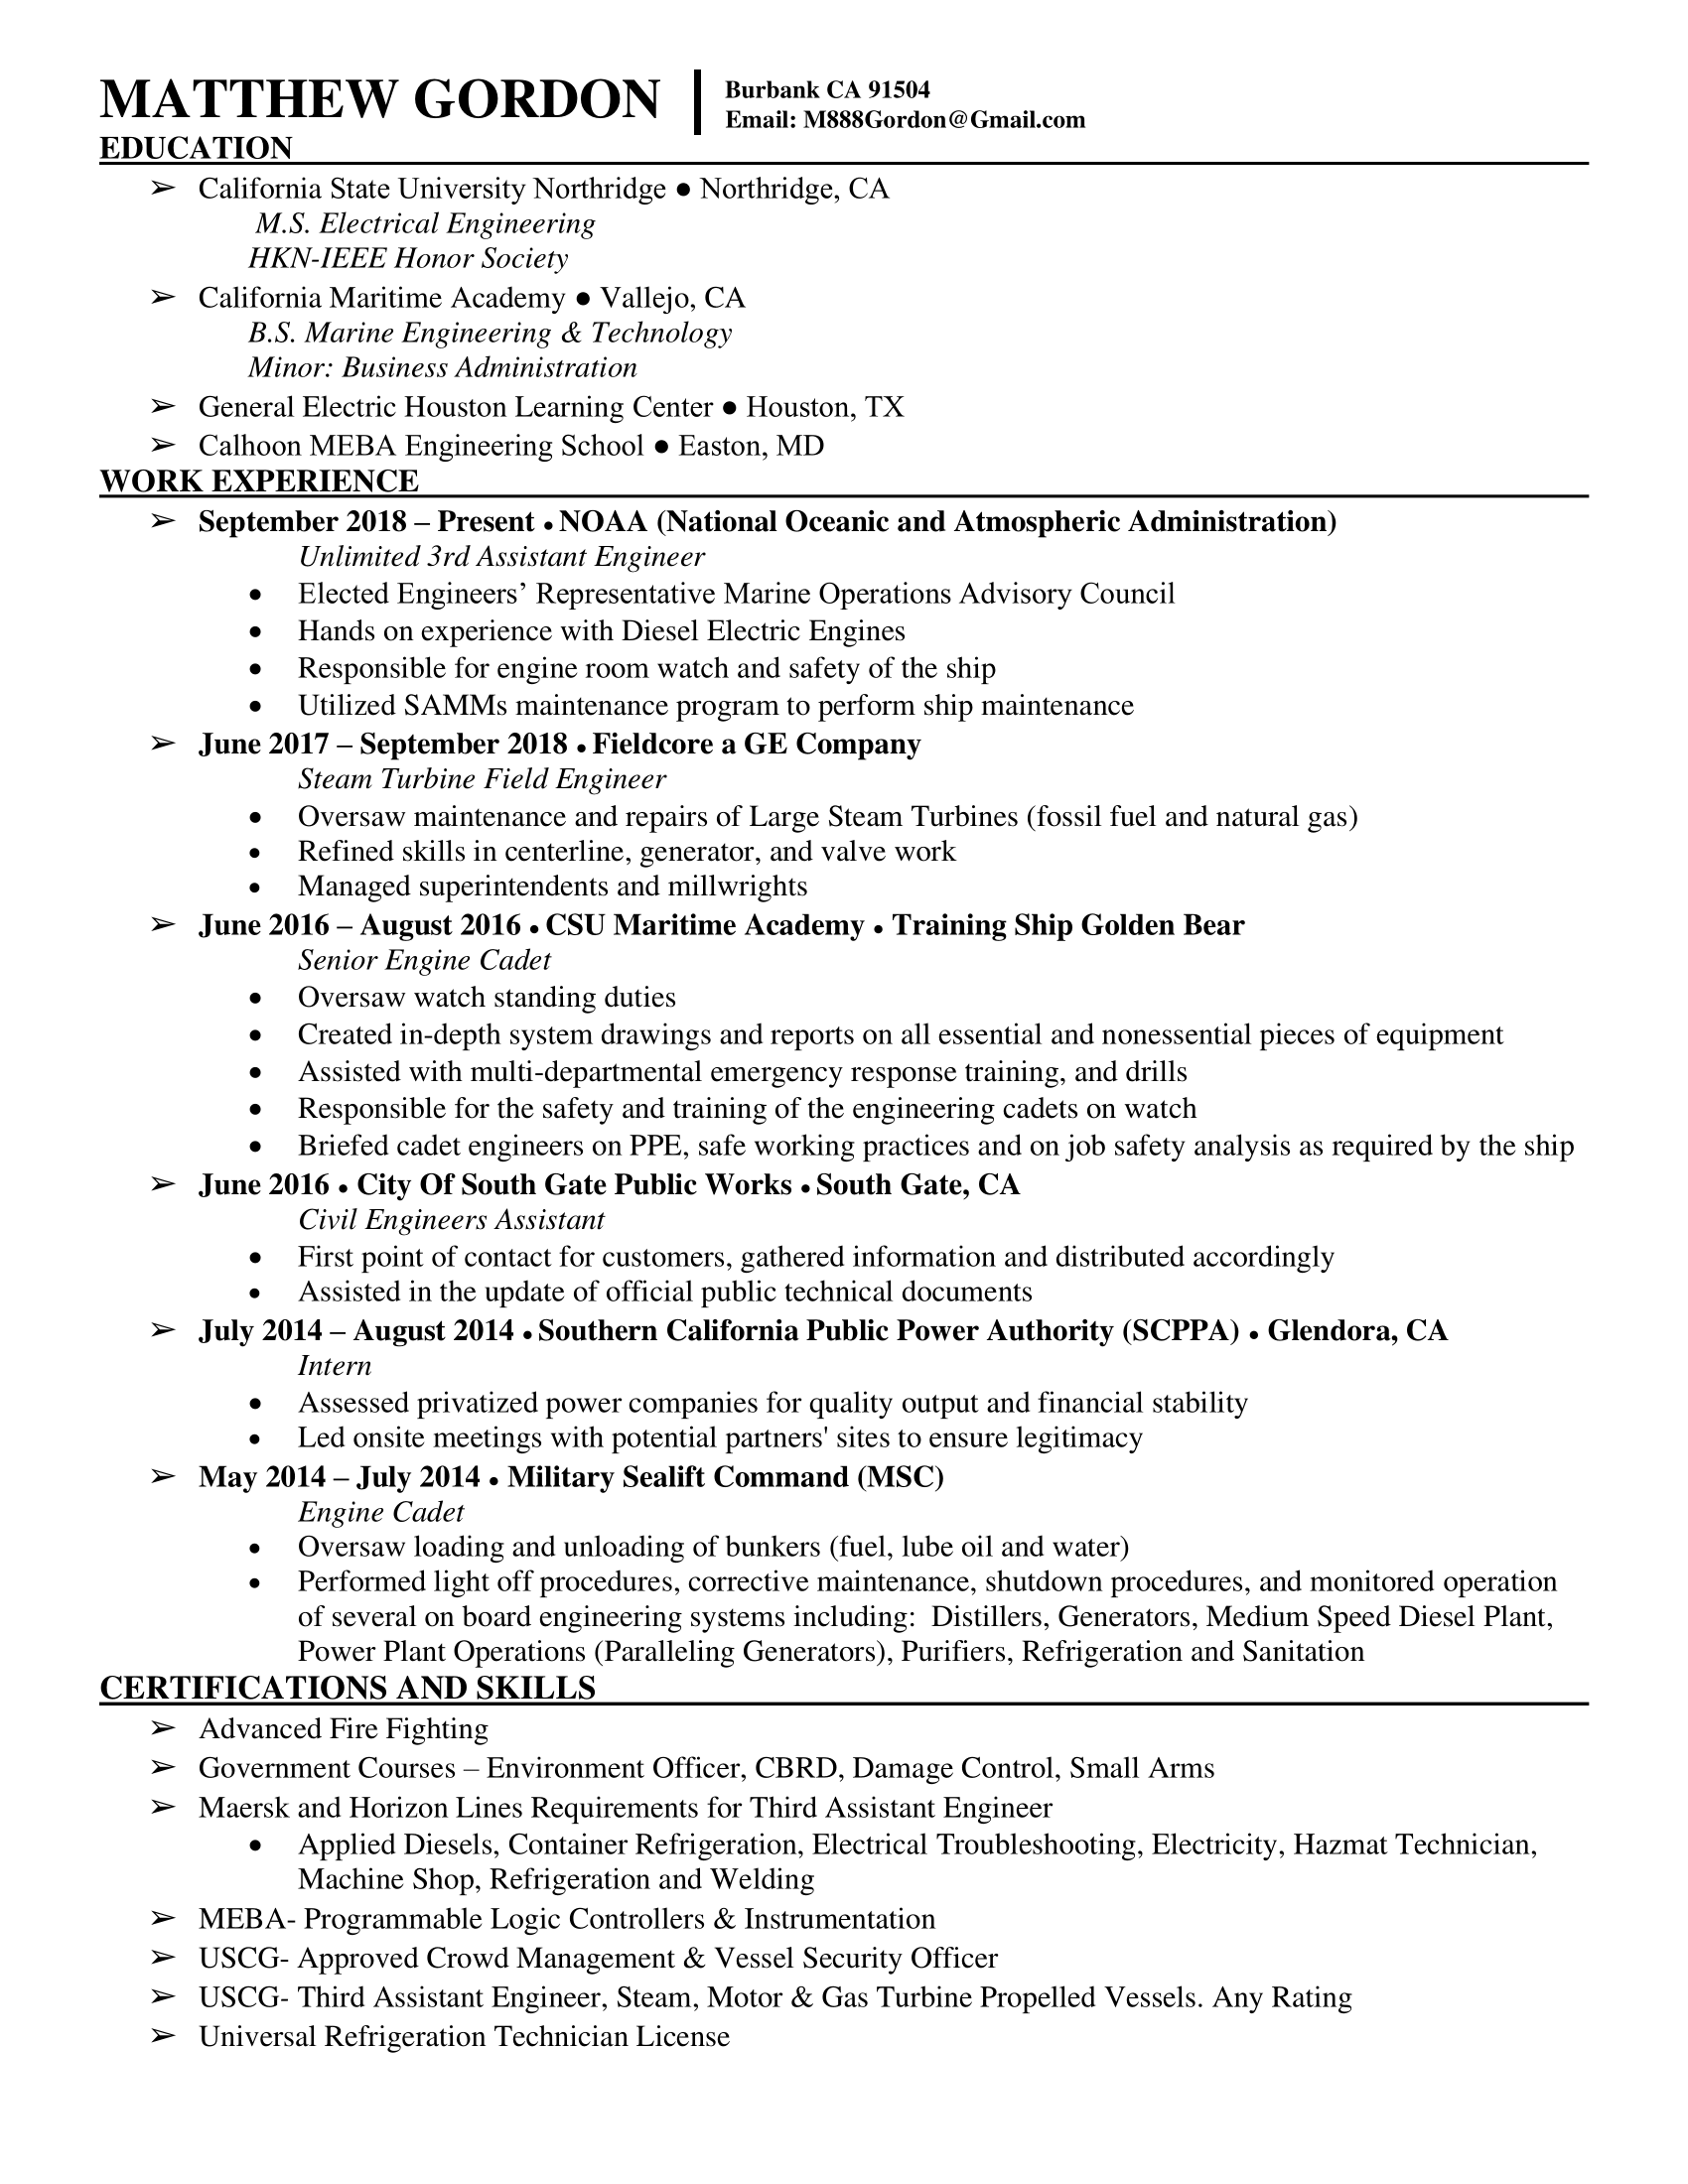 MATTHEW GORDON
Burbank CA 91504
Email: M888Gordon@Gmail.com
EDUCATION
➢ California State University Northridge ● Northridge, CA
M.S. Electrical Engineering
HKN-IEEE Honor Society
➢ California Maritime Academy ● Vallejo, CA
B.S. Marine Engineering & Technology
Minor: Business Administration
➢ General Electric Houston Learning Center ● Houston, TX
➢ Calhoon MEBA Engineering School ● Easton, MD
WORK EXPERIENCE
➢ September 2018 – Present ● NOAA (National Oceanic and Atmospheric Administration)
Unlimited 3rd Assistant Engineer
• Elected Engineers’ Representative Marine Operations Advisory Council
• Hands on experience with Diesel Electric Engines
• Responsible for engine room watch and safety of the ship
• Utilized SAMMs maintenance program to perform ship maintenance
➢ June 2017 – September 2018 ● Fieldcore a GE Company
Steam Turbine Field Engineer
• Oversaw maintenance and repairs of Large Steam Turbines (fossil fuel and natural gas)
• Refined skills in centerline, generator, and valve work
• Managed superintendents and millwrights
➢ June 2016 – August 2016 ● CSU Maritime Academy ● Training Ship Golden Bear
Senior Engine Cadet
• Oversaw watch standing duties
• Created in-depth system drawings and reports on all essential and nonessential pieces of equipment
• Assisted with multi-departmental emergency response training, and drills
• Responsible for the safety and training of the engineering cadets on watch
• Briefed cadet engineers on PPE, safe working practices and on job safety analysis as required by the ship
➢ June 2016 ● City Of South Gate Public Works ● South Gate, CA
Civil Engineers Assistant
• First point of contact for customers, gathered information and distributed accordingly
• Assisted in the update of official public technical documents
➢ July 2014 – August 2014 ● Southern California Public Power Authority (SCPPA) ● Glendora, CA
Intern
• Assessed privatized power companies for quality output and financial stability
• Led onsite meetings with potential partners' sites to ensure legitimacy
➢ May 2014 – July 2014 ● Military Sealift Command (MSC)
Engine Cadet
• Oversaw loading and unloading of bunkers (fuel, lube oil and water)
• Performed light off procedures, corrective maintenance, shutdown procedures, and monitored operation
of several on board engineering systems including:  Distillers, Generators, Medium Speed Diesel Plant,
Power Plant Operations (Paralleling Generators), Purifiers, Refrigeration and Sanitation
CERTIFICATIONS AND SKILLS
➢ Advanced Fire Fighting
➢ Government Courses – Environment Officer, CBRD, Damage Control, Small Arms
➢ Maersk and Horizon Lines Requirements for Third Assistant Engineer
• Applied Diesels, Container Refrigeration, Electrical Troubleshooting, Electricity, Hazmat Technician,
Machine Shop, Refrigeration and Welding
➢ MEBA- Programmable Logic Controllers & Instrumentation
➢ USCG- Approved Crowd Management & Vessel Security Officer
➢ USCG- Third Assistant Engineer, Steam, Motor & Gas Turbine Propelled Vessels. Any Rating
➢ Universal Refrigeration Technician License